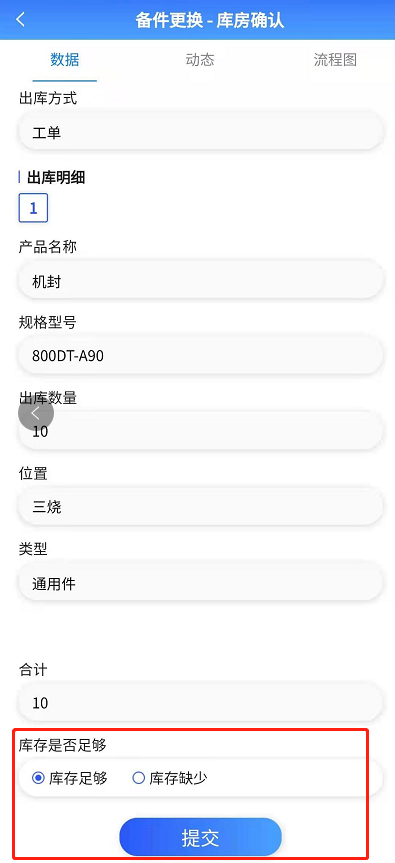 备件更换 - 库房确认
数据 动态 流程图
出库方式
工单
出库明细
1
产品名称
机封
规格型号
800DT-A90
出库数量
10
位置
三烧
类型
通用件
合计
10
库存是否足够
库存足够 库存缺少
提交